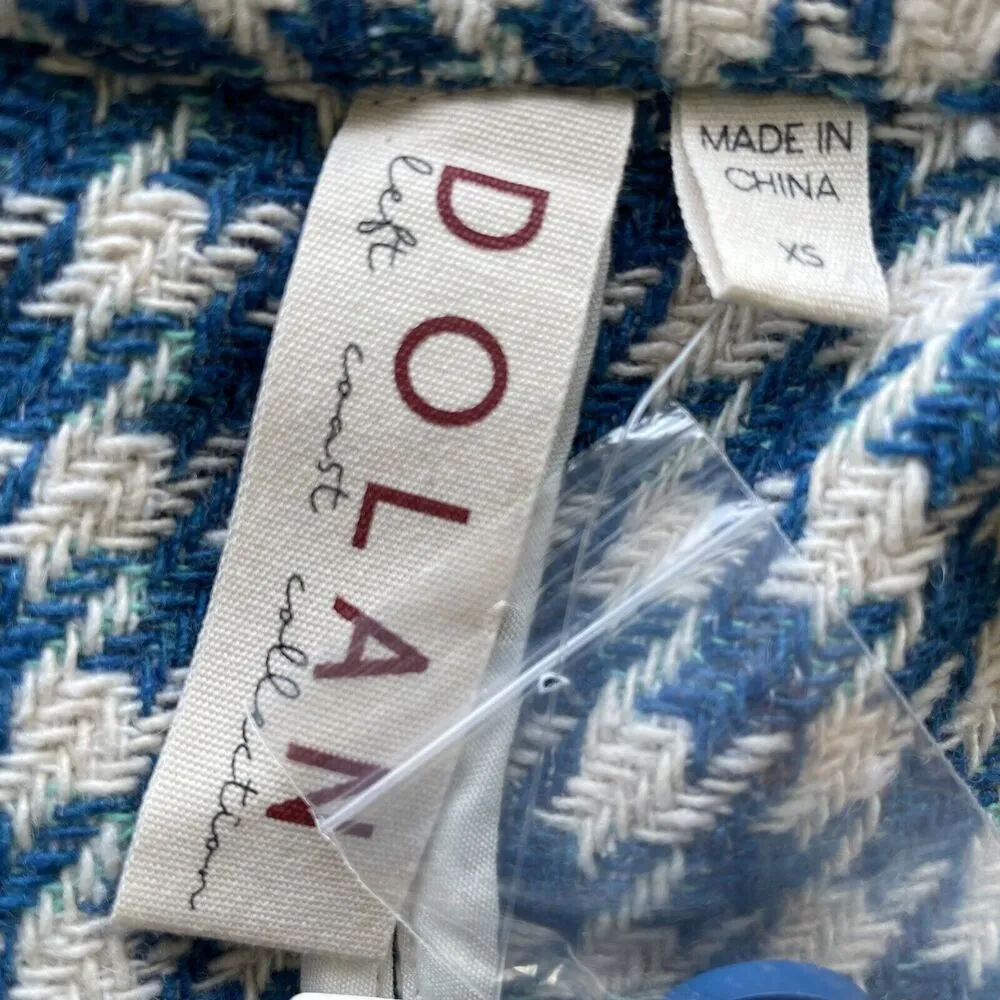 DOLAN
left coast collection
MADE IN
CHINA
XS